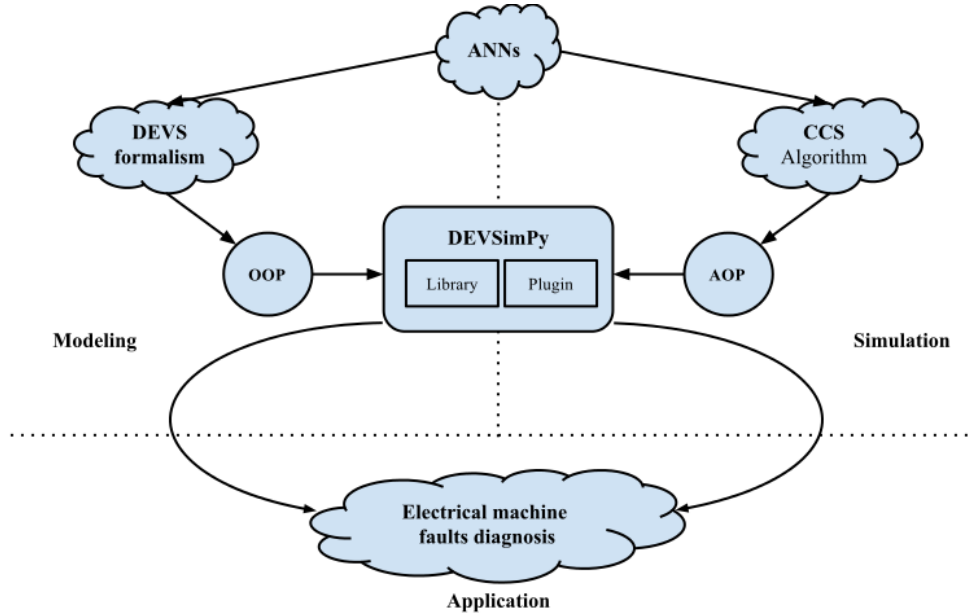 ANNs
DEVS
formalism
CCS
Algorithm
DEVSimPy
OOP
Library
Plugin
AOP
Modeling
Simulation
Electrical machine
faults diagnosis
Application